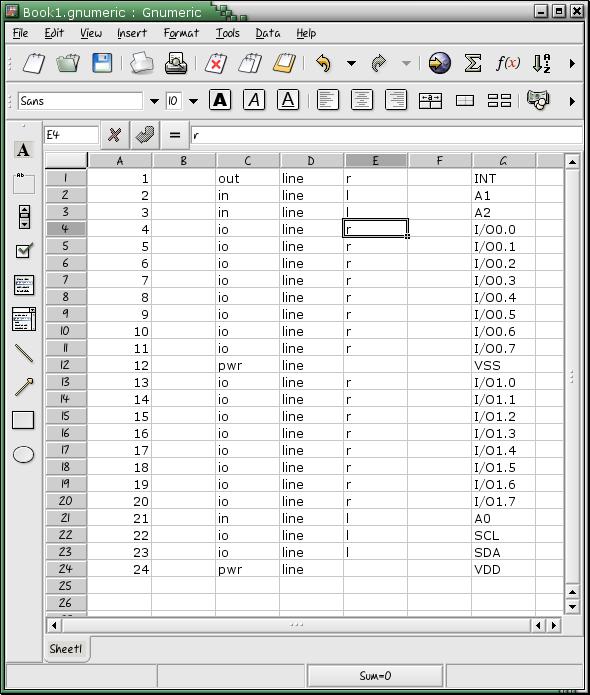 Book1.gnumeric : Gnumeric
File Edit View Insert Format Tools Data Help
f(x) A Z
Sans 10 A A A
E4 = r
A
Ab
A B C D E F G
1 1 out line r INT
2 2 in line l A1
3 3 in line l A2
4 4 io line r I/O0.0
5 5 io line r I/O0.1
6 6 io line r I/O0.2
7 7 io line r I/O0.3
8 8 io line r I/O0.4
9 9 io line r I/O0.5
10 10 io line r I/O0.6
11 11 io line r I/O0.7
12 12 pwr line VSS
13 13 io line r I/O1.0
14 14 io line r I/O1.1
15 15 io line r I/O1.2
16 16 io line r I/O1.3
17 17 io line r I/O1.4
18 18 io line r I/O1.5
19 19 io line r I/O1.6
20 20 io line r I/O1.7
21 21 in line l A0
22 22 io line l SCL
23 23 io line l SDA
24 24 pwr line VDD
25
26
Sheet1
Sum=0